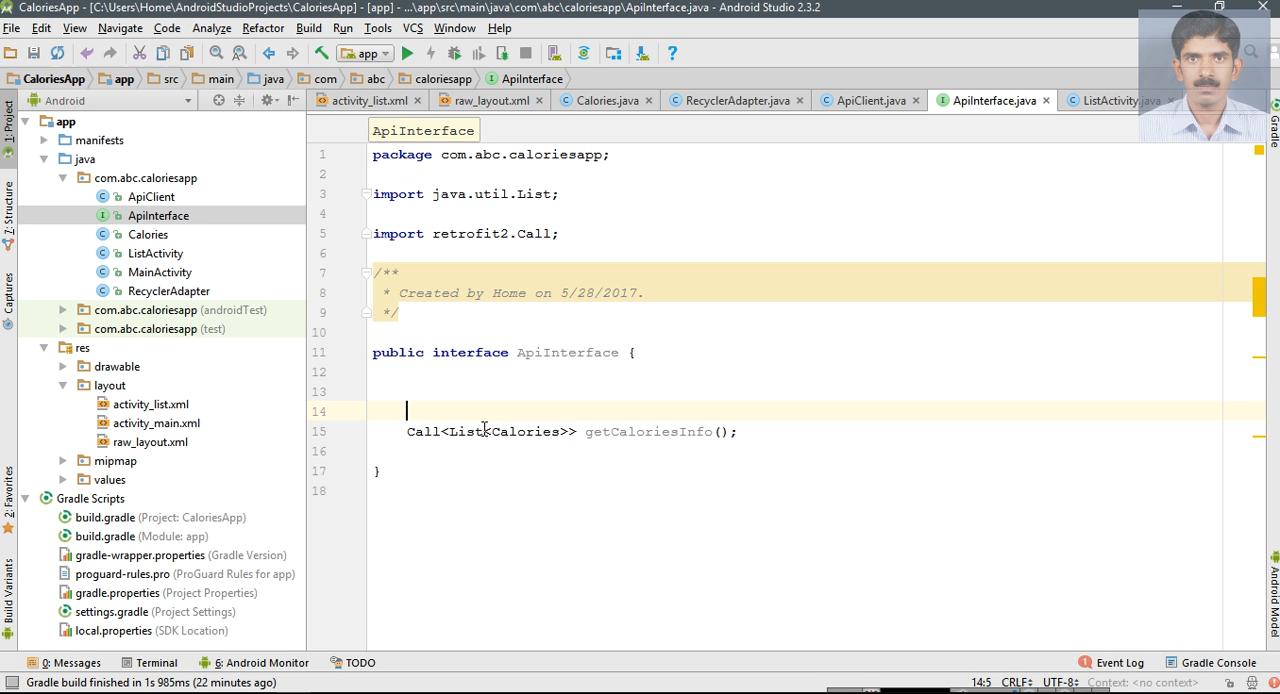 CaloriesApp - [C:\Users\Home\AndroidStudioProjects\CaloriesApp] - [app] - ...\app\src\main\java\com\abc\caloriesapp\ApiInterface.java - Android Studio 2.3.2
File Edit View Navigate Code Analyze Refactor Build Run Tools VCS Window Help
app
CaloriesApp app src main java com abc caloriesapp ApiInterface
Android
activity_list.xml raw_layout.xml Calories.java RecyclerAdapter.java ApiClient.java ApiInterface.java ListActivity.java
1: Project
7: Structure
Captures
2: Favorites
Build Variants
Gradle
Android Model
app
manifests
java
com.abc.caloriesapp
ApiClient
ApiInterface
Calories
ListActivity
MainActivity
RecyclerAdapter
com.abc.caloriesapp (androidTest)
com.abc.caloriesapp (test)
res
drawable
layout
activity_list.xml
activity_main.xml
raw_layout.xml
mipmap
values
Gradle Scripts
build.gradle (Project: CaloriesApp)
build.gradle (Module: app)
gradle-wrapper.properties (Gradle Version)
proguard-rules.pro (ProGuard Rules for app)
gradle.properties (Project Properties)
settings.gradle (Project Settings)
local.properties (SDK Location)
ApiInterface
1 package com.abc.caloriesapp;
2
3 import java.util.List;
4
5 import retrofit2.Call;
6
7 /**
8 * Created by Home on 5/28/2017.
9 */
10
11 public interface ApiInterface {
12
13
14
15 Call<List<Calories>> getCaloriesInfo();
16
17 }
18
0: Messages Terminal 6: Android Monitor TODO 1 Event Log Gradle Console
Gradle build finished in 1s 985ms (22 minutes ago) 14:5 CRLF UTF-8 Context: <no context>